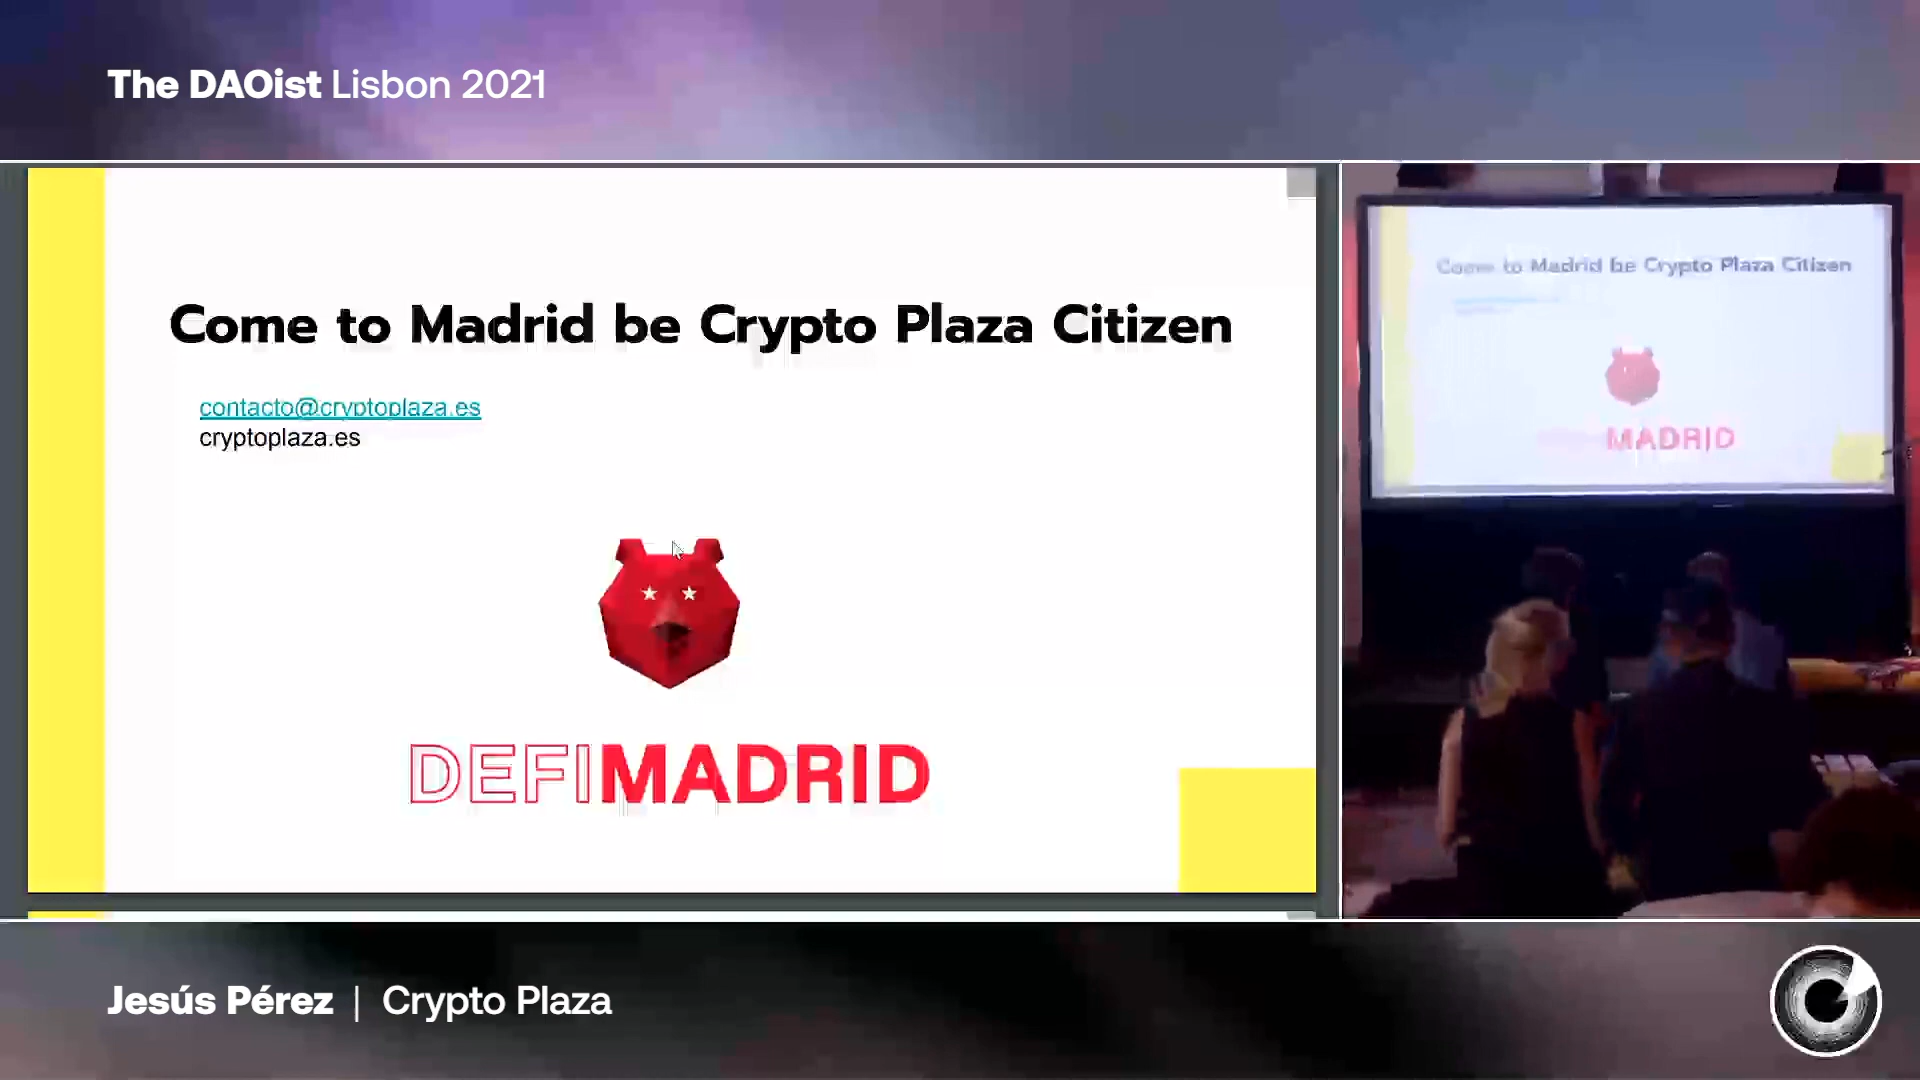 The DAOist Lisbon 2021
Come to Madrid be Crypto Plaza Citizen
contacto@cryptoplaza.es
cryptoplaza.es
DEFIMADRID
Come to Madrid be Crypto Plaza Citizen
MADRID
Jesús Pérez | Crypto Plaza